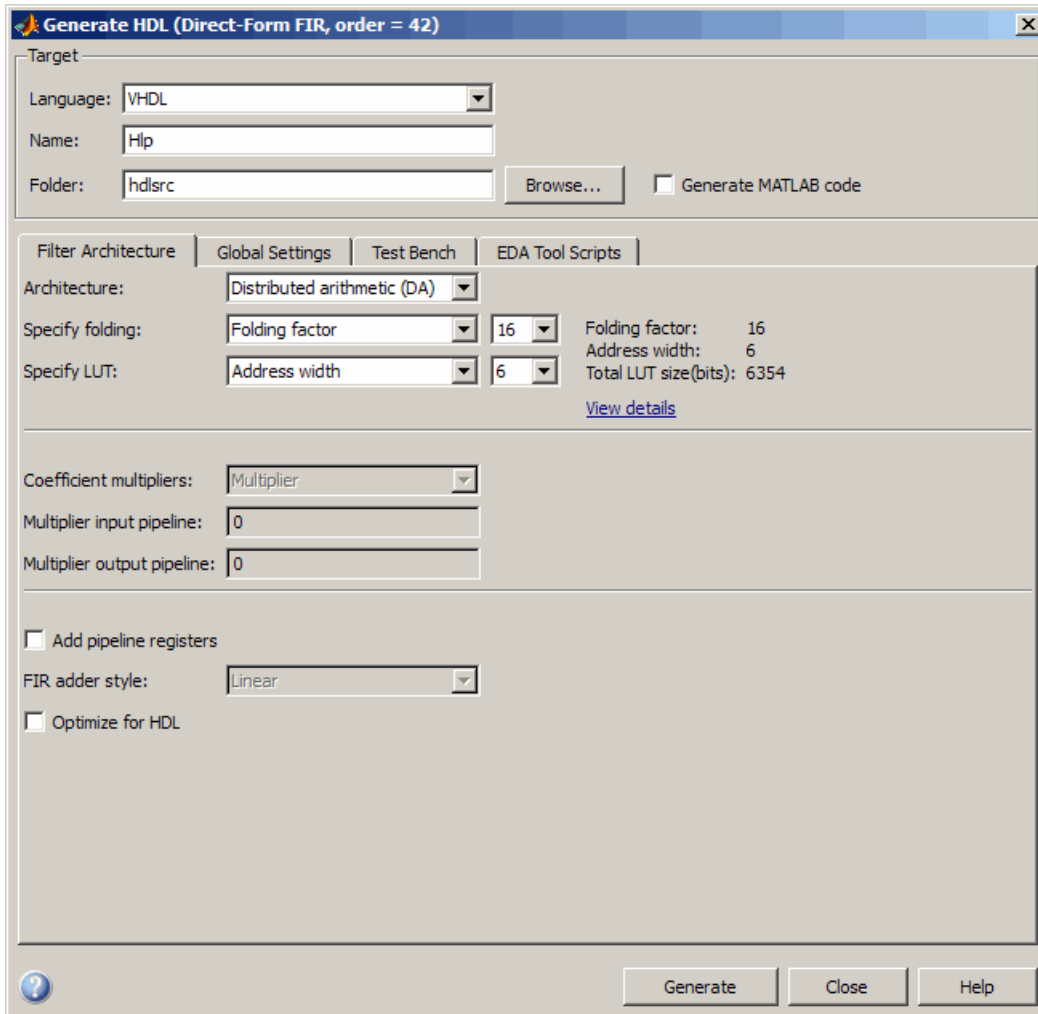 Generate HDL (Direct-Form FIR, order = 42)
Target
Language: VHDL
Name: Hlp
Folder: hdlsrc Browse... Generate MATLAB code
Filter Architecture Global Settings Test Bench EDA Tool Scripts
Architecture: Distributed arithmetic (DA)
Specify folding: Folding factor 16 Folding factor: 16
Address width: 6
Specify LUT: Address width 6 Total LUT size(bits): 6354
View details
Coefficient multipliers: Multiplier
Multiplier input pipeline: 0
Multiplier output pipeline: 0
Add pipeline registers
FIR adder style: Linear
Optimize for HDL
? Generate Close Help